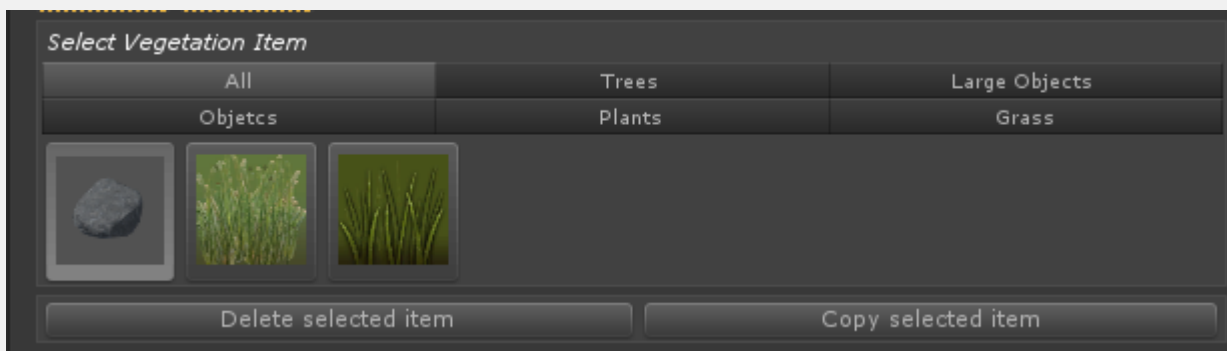 Select Vegetation Item
All Trees Large Objects
Objetcs Plants Grass
Delete selected item Copy selected item